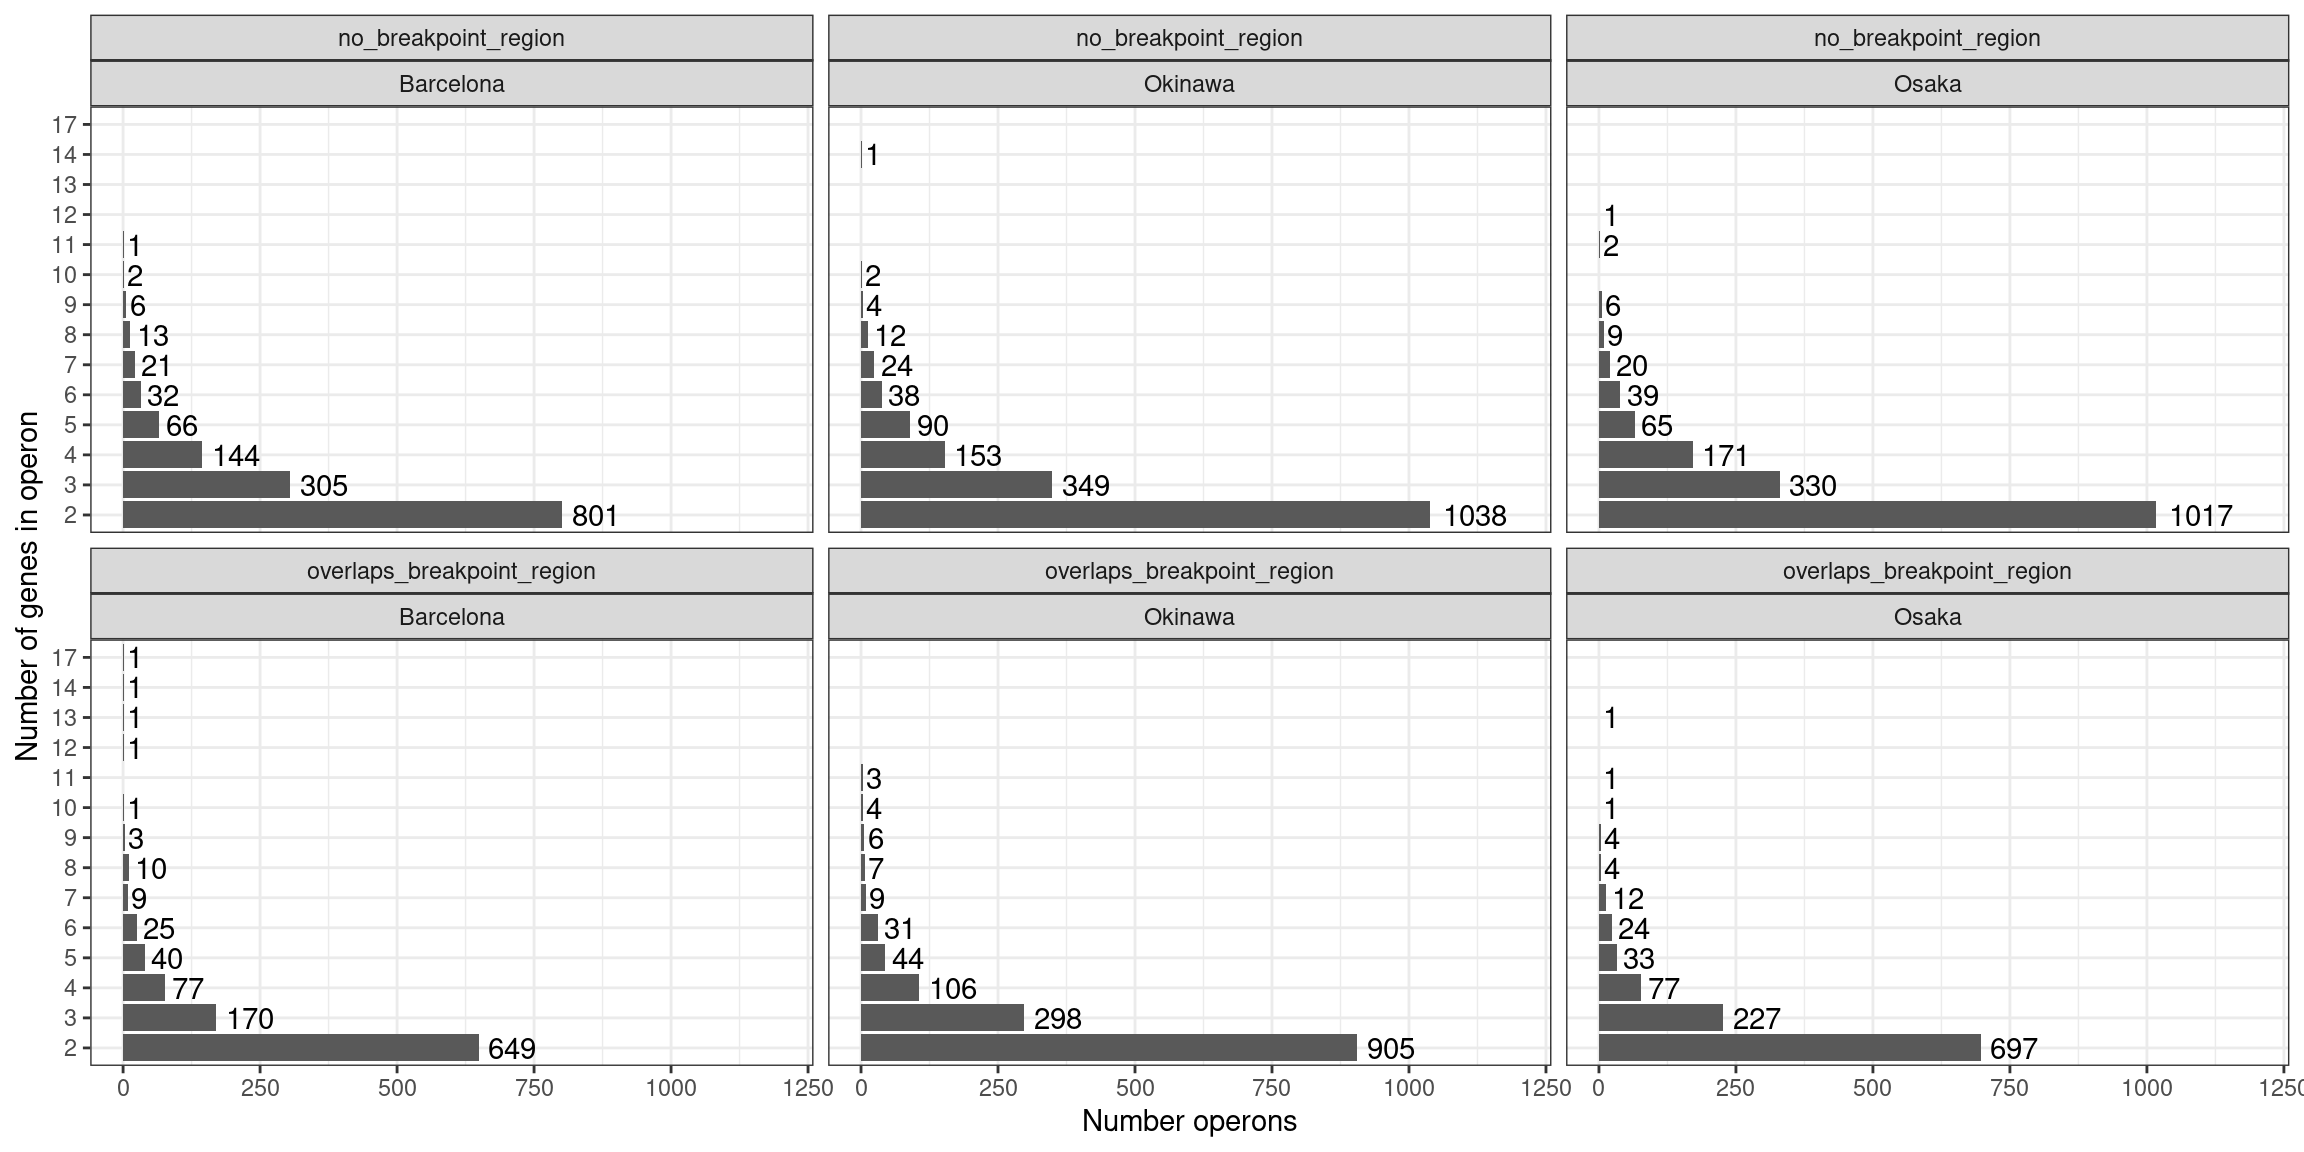 no_breakpoint_region no_breakpoint_region no_breakpoint_region
Barcelona Okinawa Osaka
17
14 1
13
12 1
11 1 2
10 2 2
9 6 4 6
8 13 12 9
7 21 24 20
6 32 38 39
5 66 90 65
4 144 153 171
3 305 349 330
2 801 1038 1017
Number of genes in operon
overlaps_breakpoint_region overlaps_breakpoint_region overlaps_breakpoint_region
Barcelona Okinawa Osaka
17 1
14 1
13 1 1
12 1
11 3 1
10 1 4 1
9 3 6 4
8 10 7 4
7 9 9 12
6 25 31 24
5 40 44 33
4 77 106 77
3 170 298 227
2 649 905 697
0 250 500 750 1000 1250 0 250 500 750 1000 1250 0 250 500 750 1000 1250
Number operons